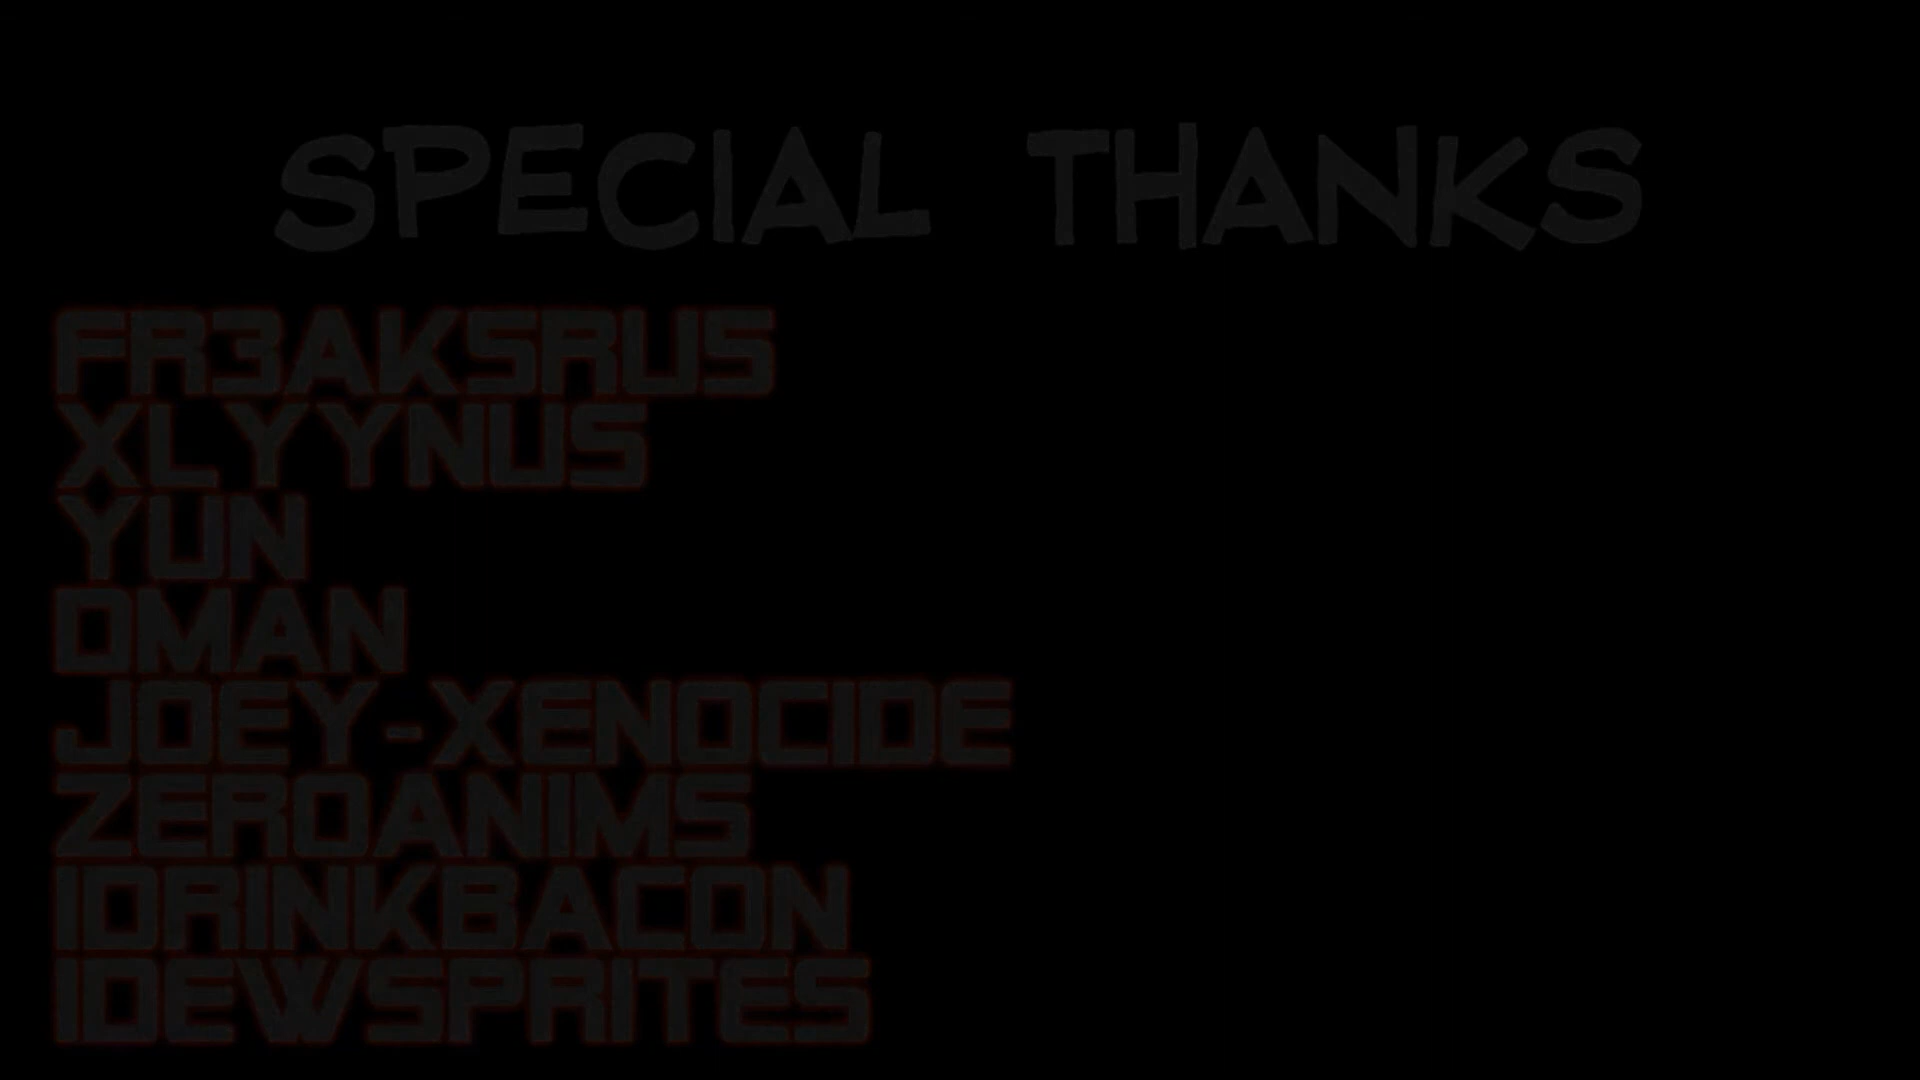 SPECIAL THANKS
FR3AKSRUS
XLYYNUS
YUN
DMAN
JOEY-XENOCIDE
ZEROANIMS
IDRINKBACON
IDEWSPRITES